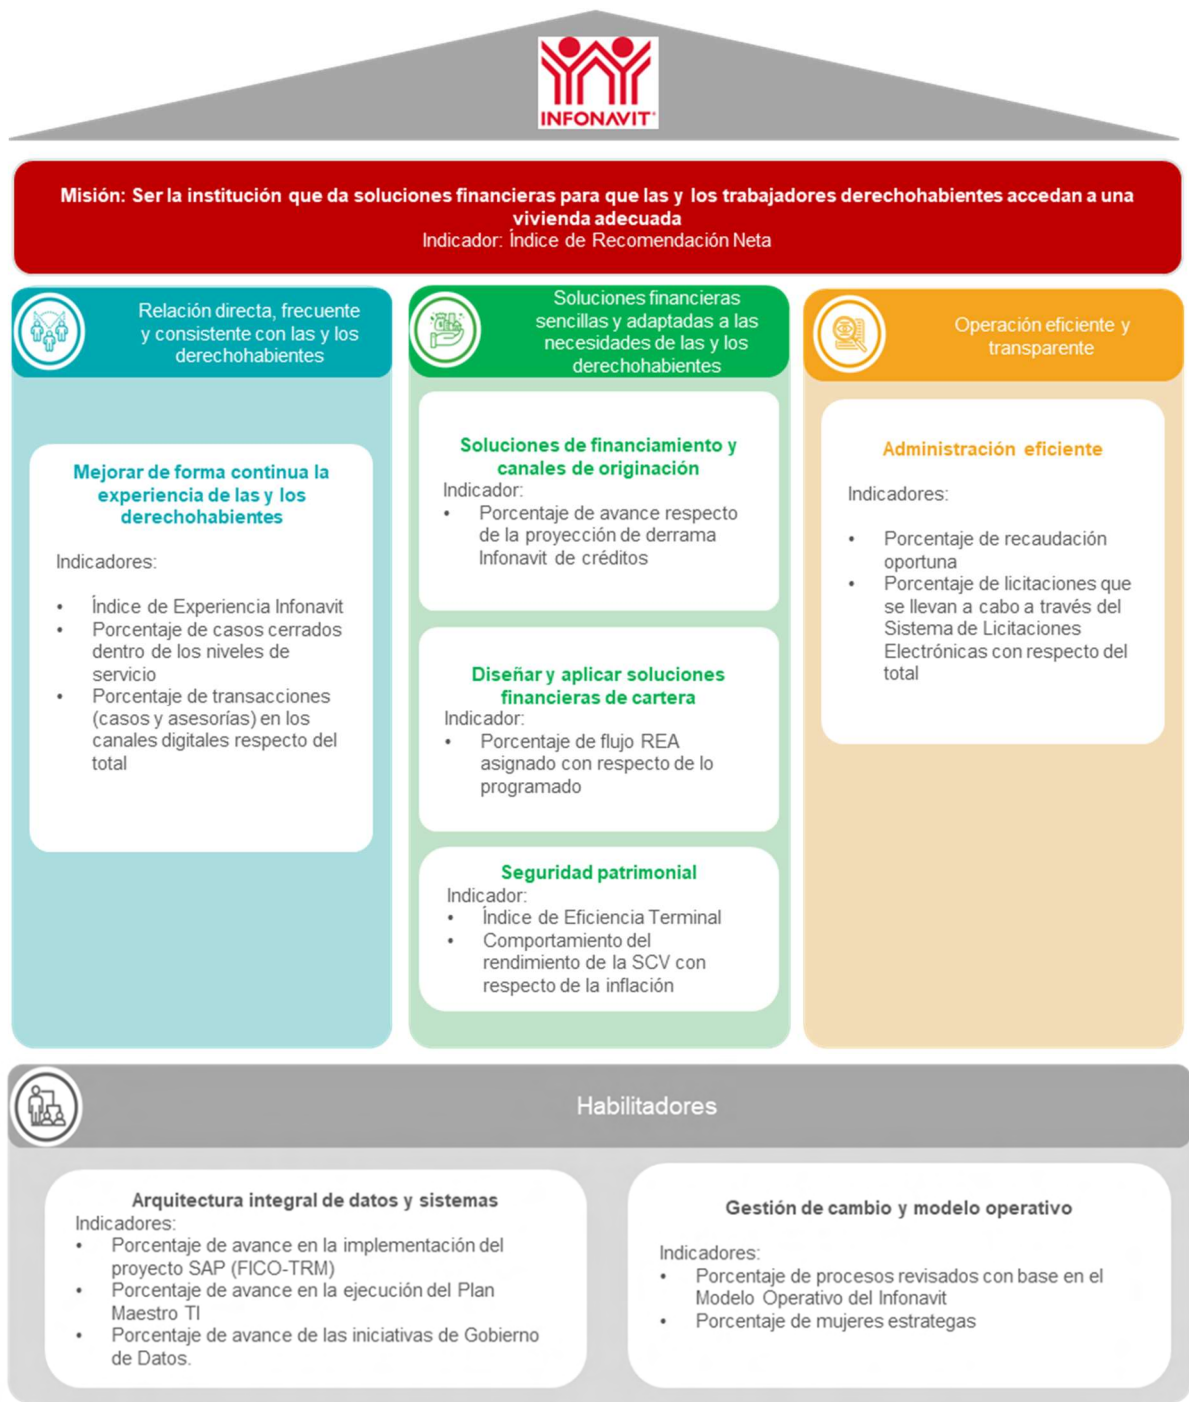 INFONAVIT
Misión: Ser la institución que da soluciones financieras para que las y los trabajadores derechohabientes accedan a una
vivienda adecuada
Indicador: Índice de Recomendación Neta
Relación directa, frecuente
y consistente con las y los
derechohabientes
Mejorar de forma continua la
experiencia de las y los
derechohabientes
Indicadores:
• Índice de Experiencia Infonavit
• Porcentaje de casos cerrados
dentro de los niveles de
servicio
• Porcentaje de transacciones
(casos y asesorías) en los
canales digitales respecto del
total
Soluciones financieras
sencillas y adaptadas a las
necesidades de las y los
derechohabientes
Soluciones de financiamiento y
canales de originación
Indicador:
• Porcentaje de avance respecto
de la proyección de derrama
Infonavit de créditos
Diseñar y aplicar soluciones
financieras de cartera
Indicador:
• Porcentaje de flujo REA
asignado con respecto de lo
programado
Seguridad patrimonial
Indicador:
• Índice de Eficiencia Terminal
• Comportamiento del
rendimiento de la SCV con
respecto de la inflación
Operación eficiente y
transparente
Administración eficiente
Indicadores:
• Porcentaje de recaudación
oportuna
• Porcentaje de licitaciones que
se llevan a cabo a través del
Sistema de Licitaciones
Electrónicas con respecto del
total
Habilitadores
Arquitectura integral de datos y sistemas
Indicadores:
• Porcentaje de avance en la implementación del
proyecto SAP (FICO-TRM)
• Porcentaje de avance en la ejecución del Plan
Maestro TI
• Porcentaje de avance de las iniciativas de Gobierno
de Datos.
Gestión de cambio y modelo operativo
Indicadores:
• Porcentaje de procesos revisados con base en el
Modelo Operativo del Infonavit
• Porcentaje de mujeres estrategas